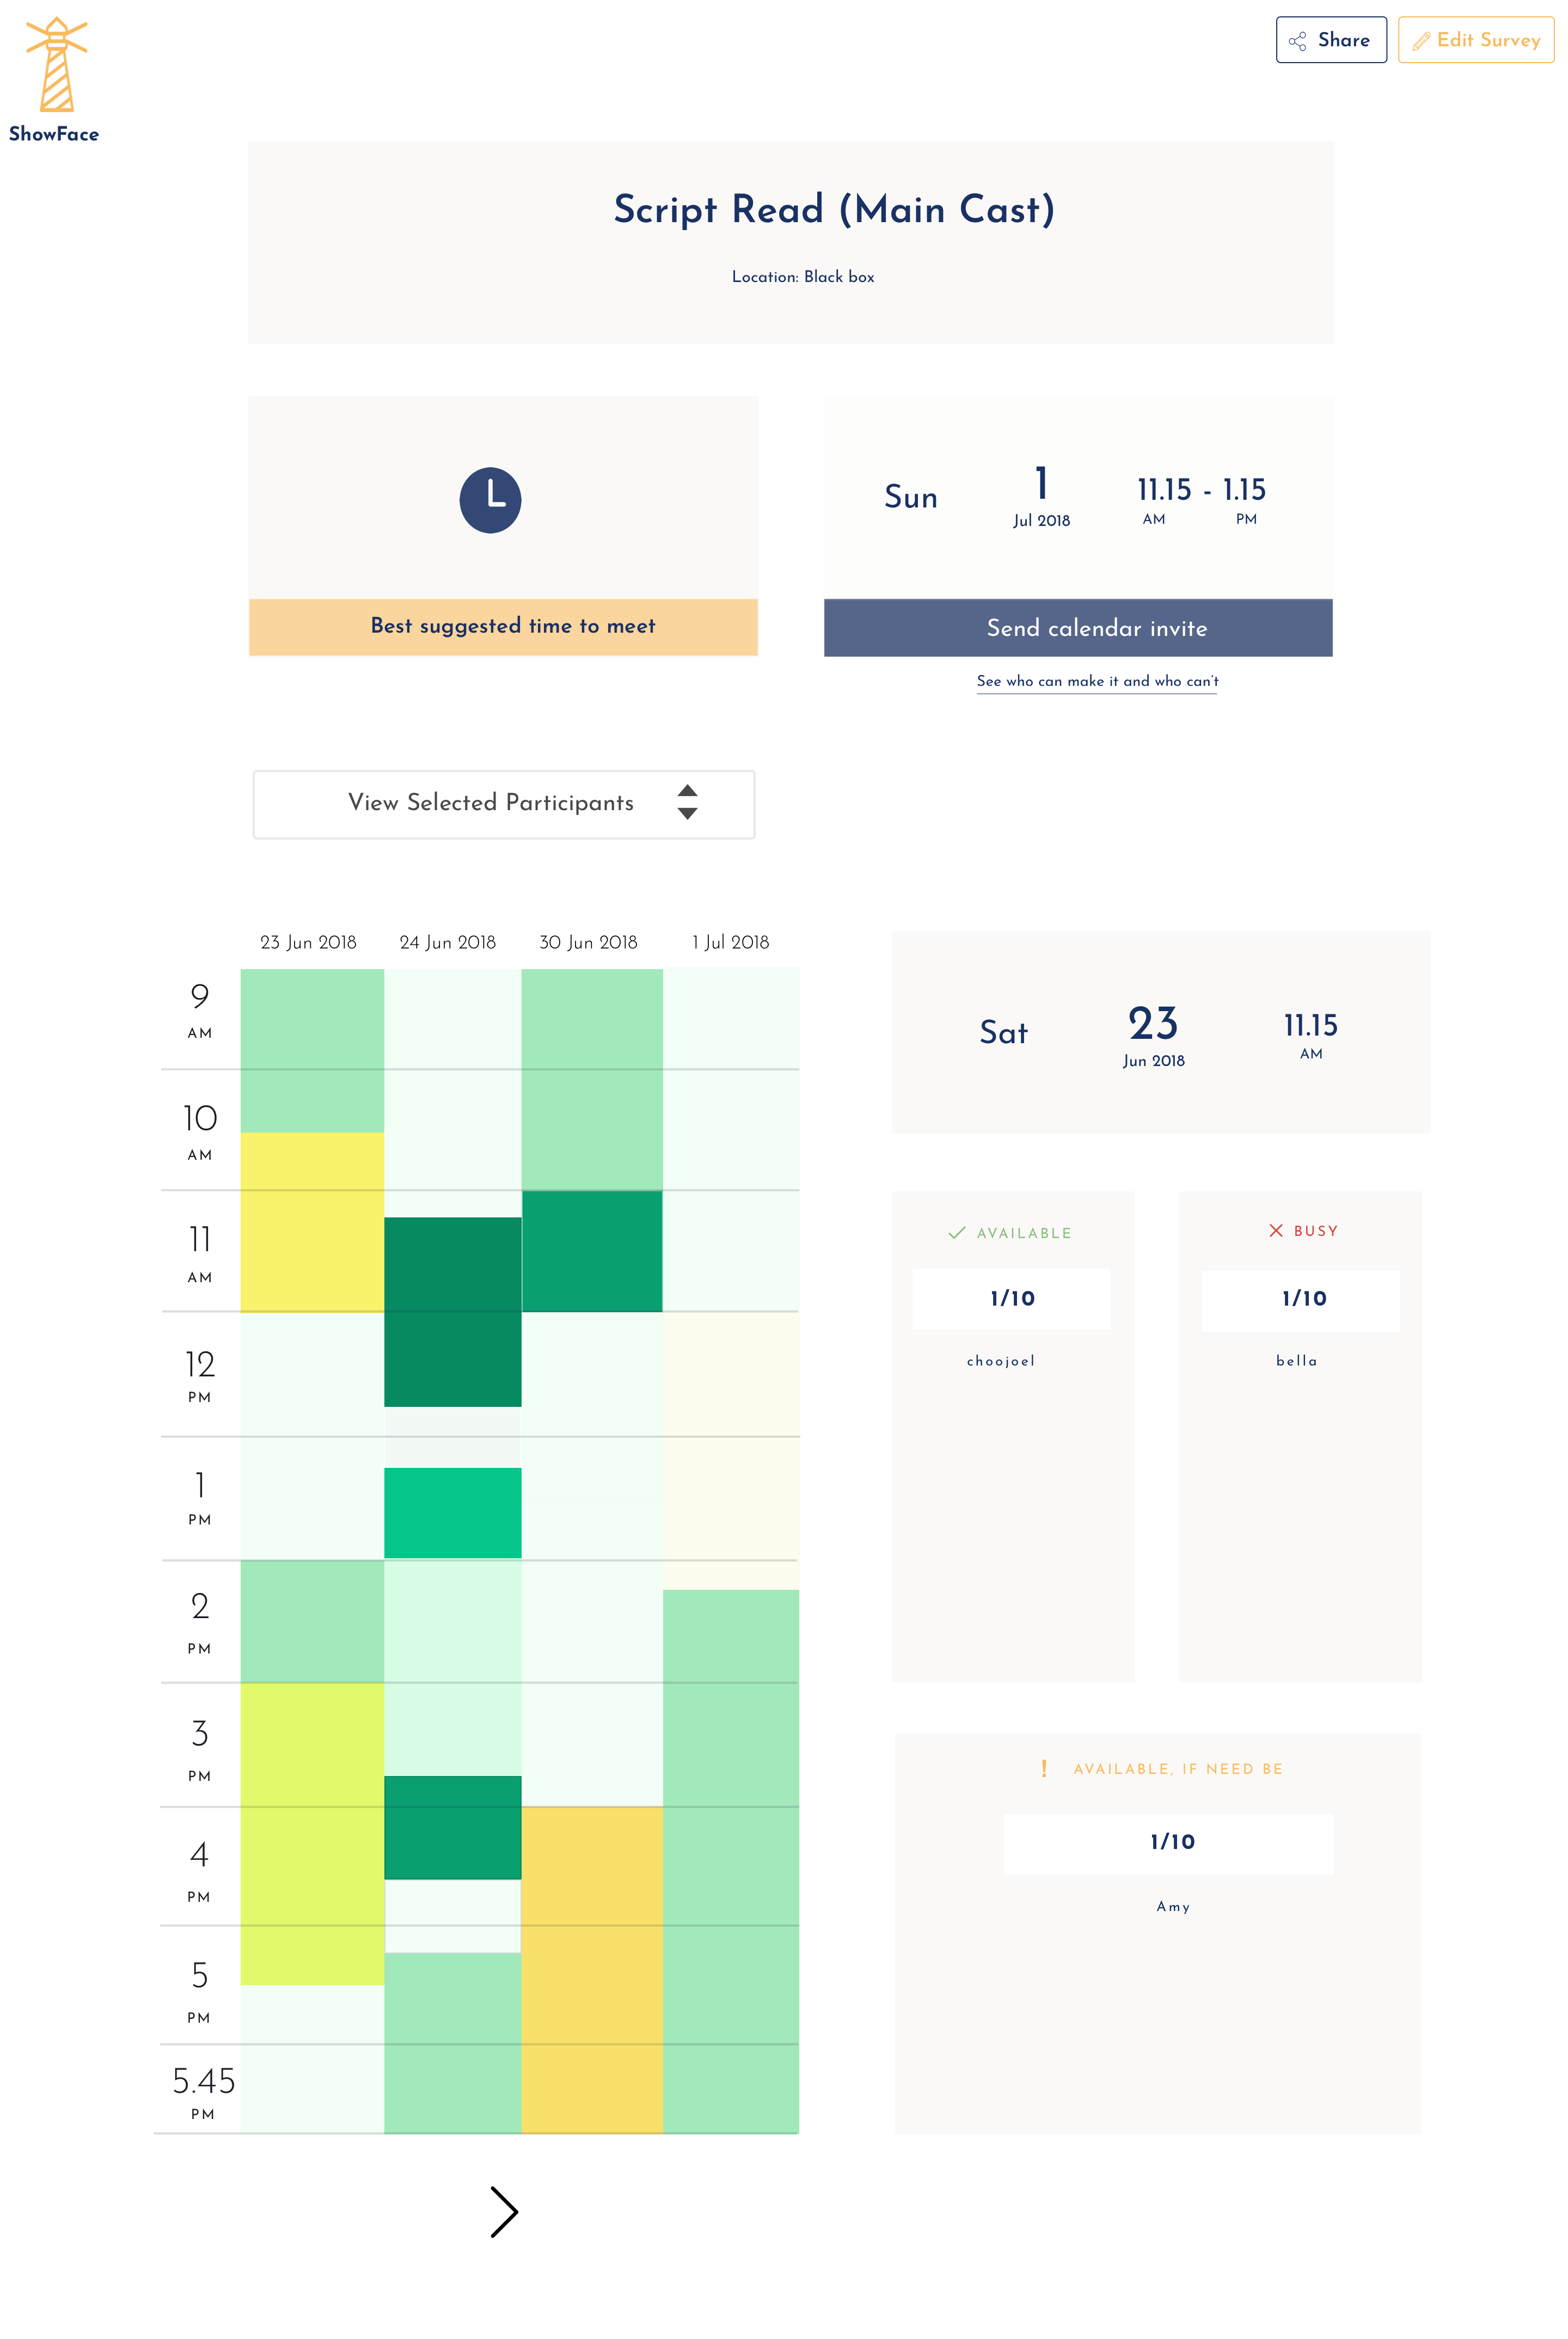 Share
Edit Survey
ShowFace
Script Read (Main Cast)
Location: Black box
Sun
1
Jul 2018
11.15 - 1.15
AM PM
Best suggested time to meet
Send calendar invite
See who can make it and who can't
View Selected Participants
23 Jun 2018 24 Jun 2018 30 Jun 2018 1 Jul 2018
9
AM
10
AM
11
AM
12
PM
1
PM
2
PM
3
PM
4
PM
5
PM
5.45
PM
Sat
23
Jun 2018
11.15
AM
AVAILABLE
1/10
choojoel
BUSY
1/10
bella
! AVAILABLE, IF NEED BE
1/10
Amy